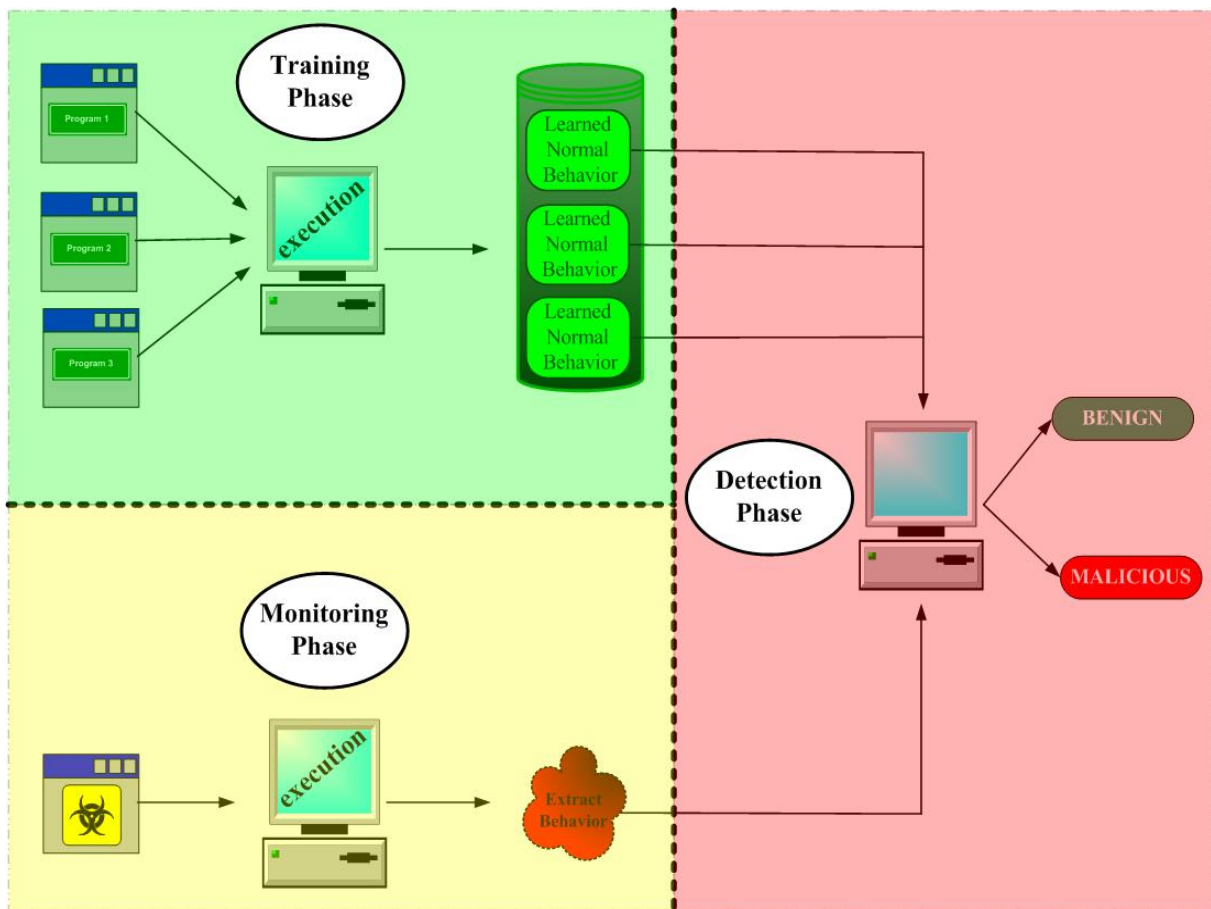 Training
Phase
Program 1
Program 2
Program 3
execution
Learned
Normal
Behavior
Learned
Normal
Behavior
Learned
Normal
Behavior
Detection
Phase
BENIGN
MALICIOUS
Monitoring
Phase
execution
Extract
Behavior